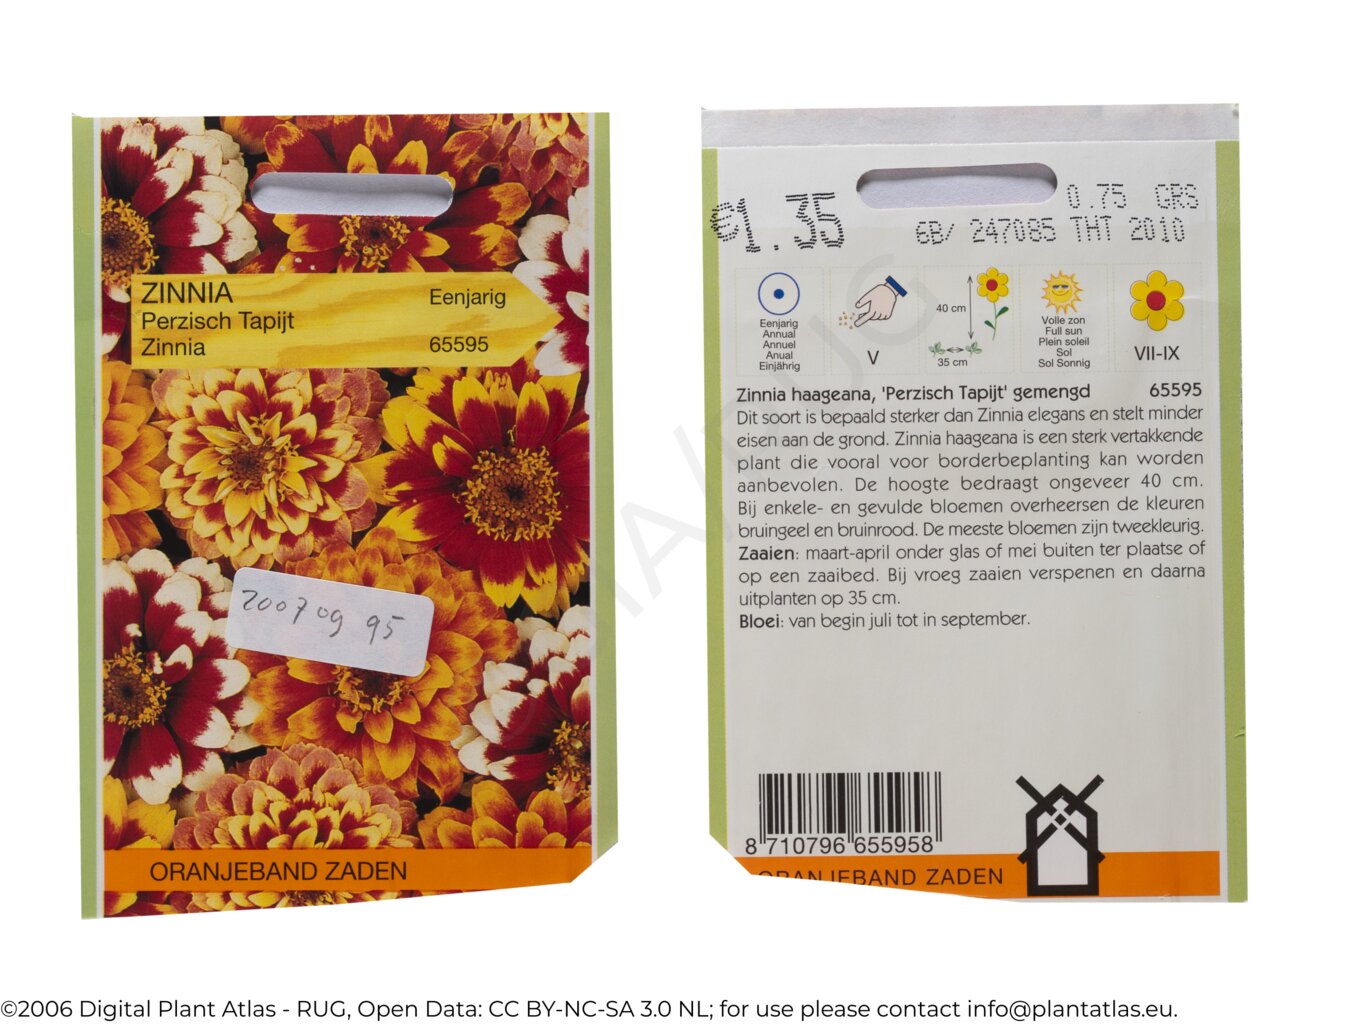 ZINNIA
Eenjarig
Perzisch Tapijt
Zinnia
65595
200709 95
ORANJEBAND ZADEN
€1.35
0.75 GRS
6B/ 247085 THT 2010
Eenjarig
Annual
Annuel
Anual
Einjährig
V
40 cm
35 cm
Volle zon
Full sun
Plein soleil
Sol
Sol Sonnig
VII-IX
Zinnia haageana, 'Perzisch Tapijt' gemengd 65595
Dit soort is bepaald sterker dan Zinnia elegans en stelt minder
eisen aan de grond. Zinnia haageana is een sterk vertakkende
plant die vooral voor borderbeplanting kan worden
aanbevolen. De hoogte bedraagt ongeveer 40 cm.
Bij enkele- en gevulde bloemen overheersen de kleuren
bruingeel en bruinrood. De meeste bloemen zijn tweekleurig.
Zaaien: maart-april onder glas of mei buiten ter plaatse of
op een zaaibed. Bij vroeg zaaien verspenen en daarna
uitplanten op 35 cm.
Bloei: van begin juli tot in september.
8 710796 655958
ORANJEBAND ZADEN
©2006 Digital Plant Atlas - RUG, Open Data: CC BY-NC-SA 3.0 NL; for use please contact info@plantatlas.eu.